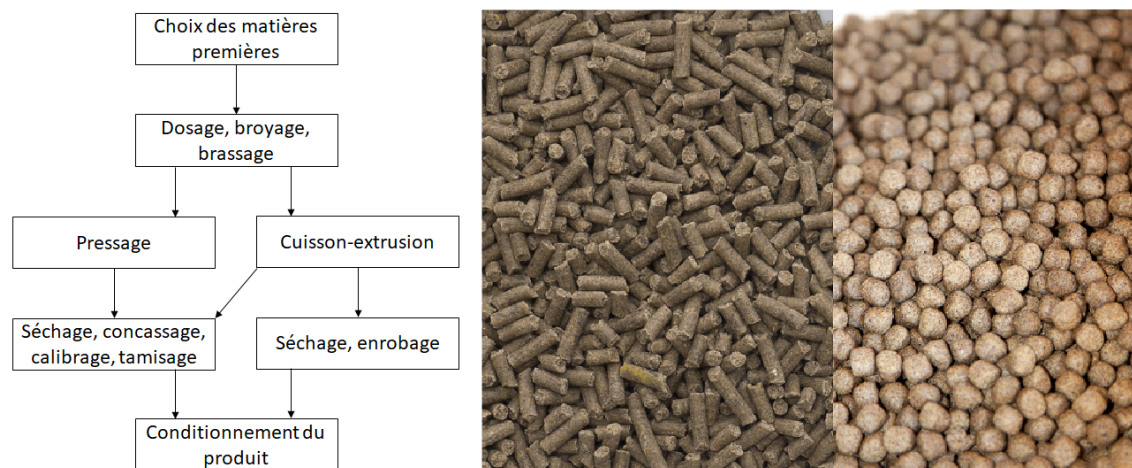 Choix des matières
premières
Dosage, broyage,
brassage
Pressage
Cuisson-extrusion
Séchage, concassage,
calibrage, tamisage
Séchage, enrobage
Conditionnement du
produit